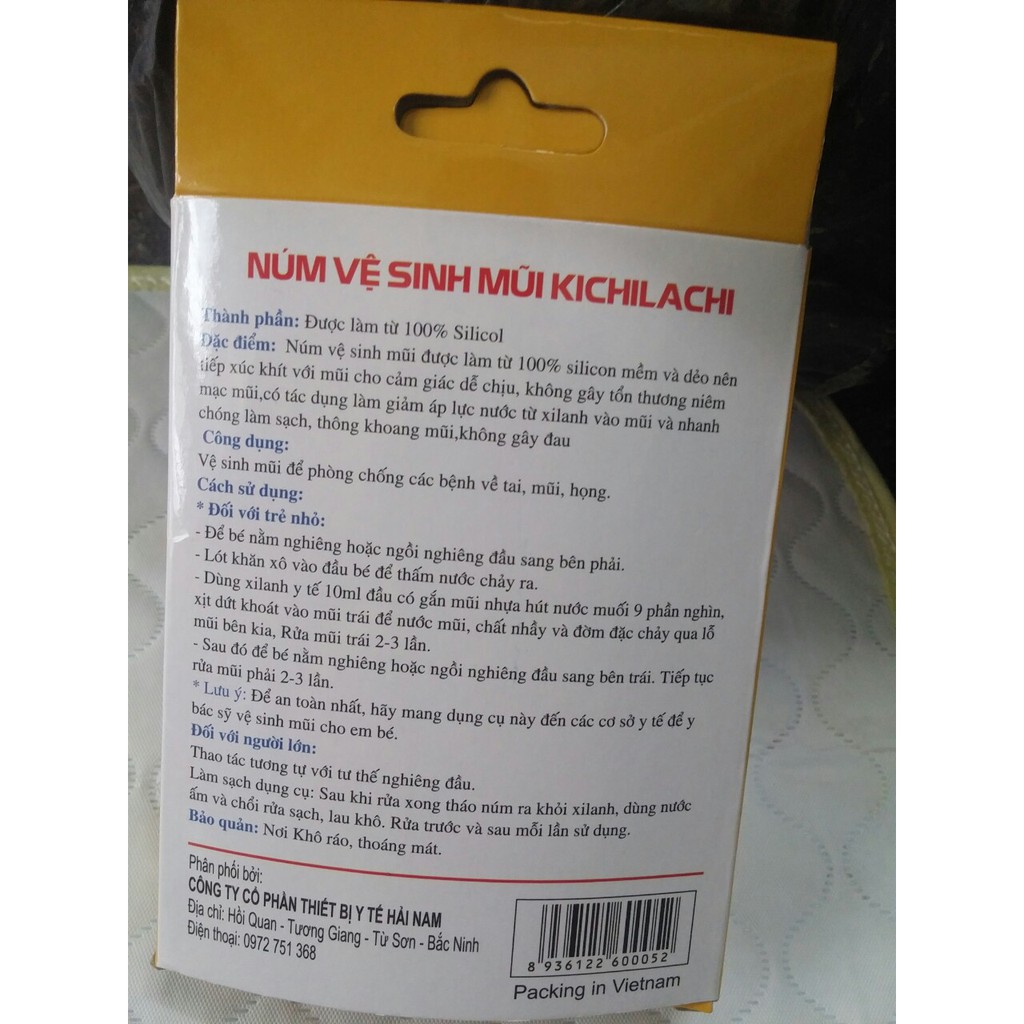 NÚM VỆ SINH MŨI KICHILACHI
Thành phần: Được làm từ 100% Silicol
Đặc điểm: Núm vệ sinh mũi được làm từ 100% silicon mềm và dẻo nên
tiếp xúc khít với mũi cho cảm giác dễ chịu, không gây tổn thương niêm
mạc mũi,có tác dụng làm giảm áp lực nước từ xilanh vào mũi và nhanh
chóng làm sạch, thông khoang mũi,không gây đau
Công dụng:
Vệ sinh mũi để phòng chống các bệnh về tai, mũi, họng.
Cách sử dụng:
* Đối với trẻ nhỏ:
- Để bé nằm nghiêng hoặc ngồi nghiêng đầu sang bên phải.
- Lót khăn xô vào đầu bé để thấm nước chảy ra.
- Dùng xilanh y tế 10ml đầu có gắn mũi nhựa hút nước muối 9 phần nghìn,
xịt dứt khoát vào mũi trái để nước mũi, chất nhầy và đờm đặc chảy qua lỗ
mũi bên kia, Rửa mũi trái 2-3 lần.
- Sau đó để bé nằm nghiêng hoặc ngồi nghiêng đầu sang bên trái. Tiếp tục
rửa mũi phải 2-3 lần.
* Lưu ý: Để an toàn nhất, hãy mang dụng cụ này đến các cơ sở y tế để y
bác sỹ vệ sinh mũi cho em bé.
Đối với người lớn:
Thao tác tương tự với tư thế nghiêng đầu.
Làm sạch dụng cụ: Sau khi rửa xong tháo núm ra khỏi xilanh, dùng nước
ấm và chổi rửa sạch, lau khô. Rửa trước và sau mỗi lần sử dụng.
Bảo quản: Nơi Khô ráo, thoáng mát.
Phân phối bởi:
CÔNG TY CỔ PHẦN THIẾT BỊ Y TẾ HẢI NAM
Địa chỉ: Hồi Quan - Tương Giang - Từ Sơn - Bắc Ninh
Điện thoại: 0972 751 368
8 936122 600052
Packing in Vietnam